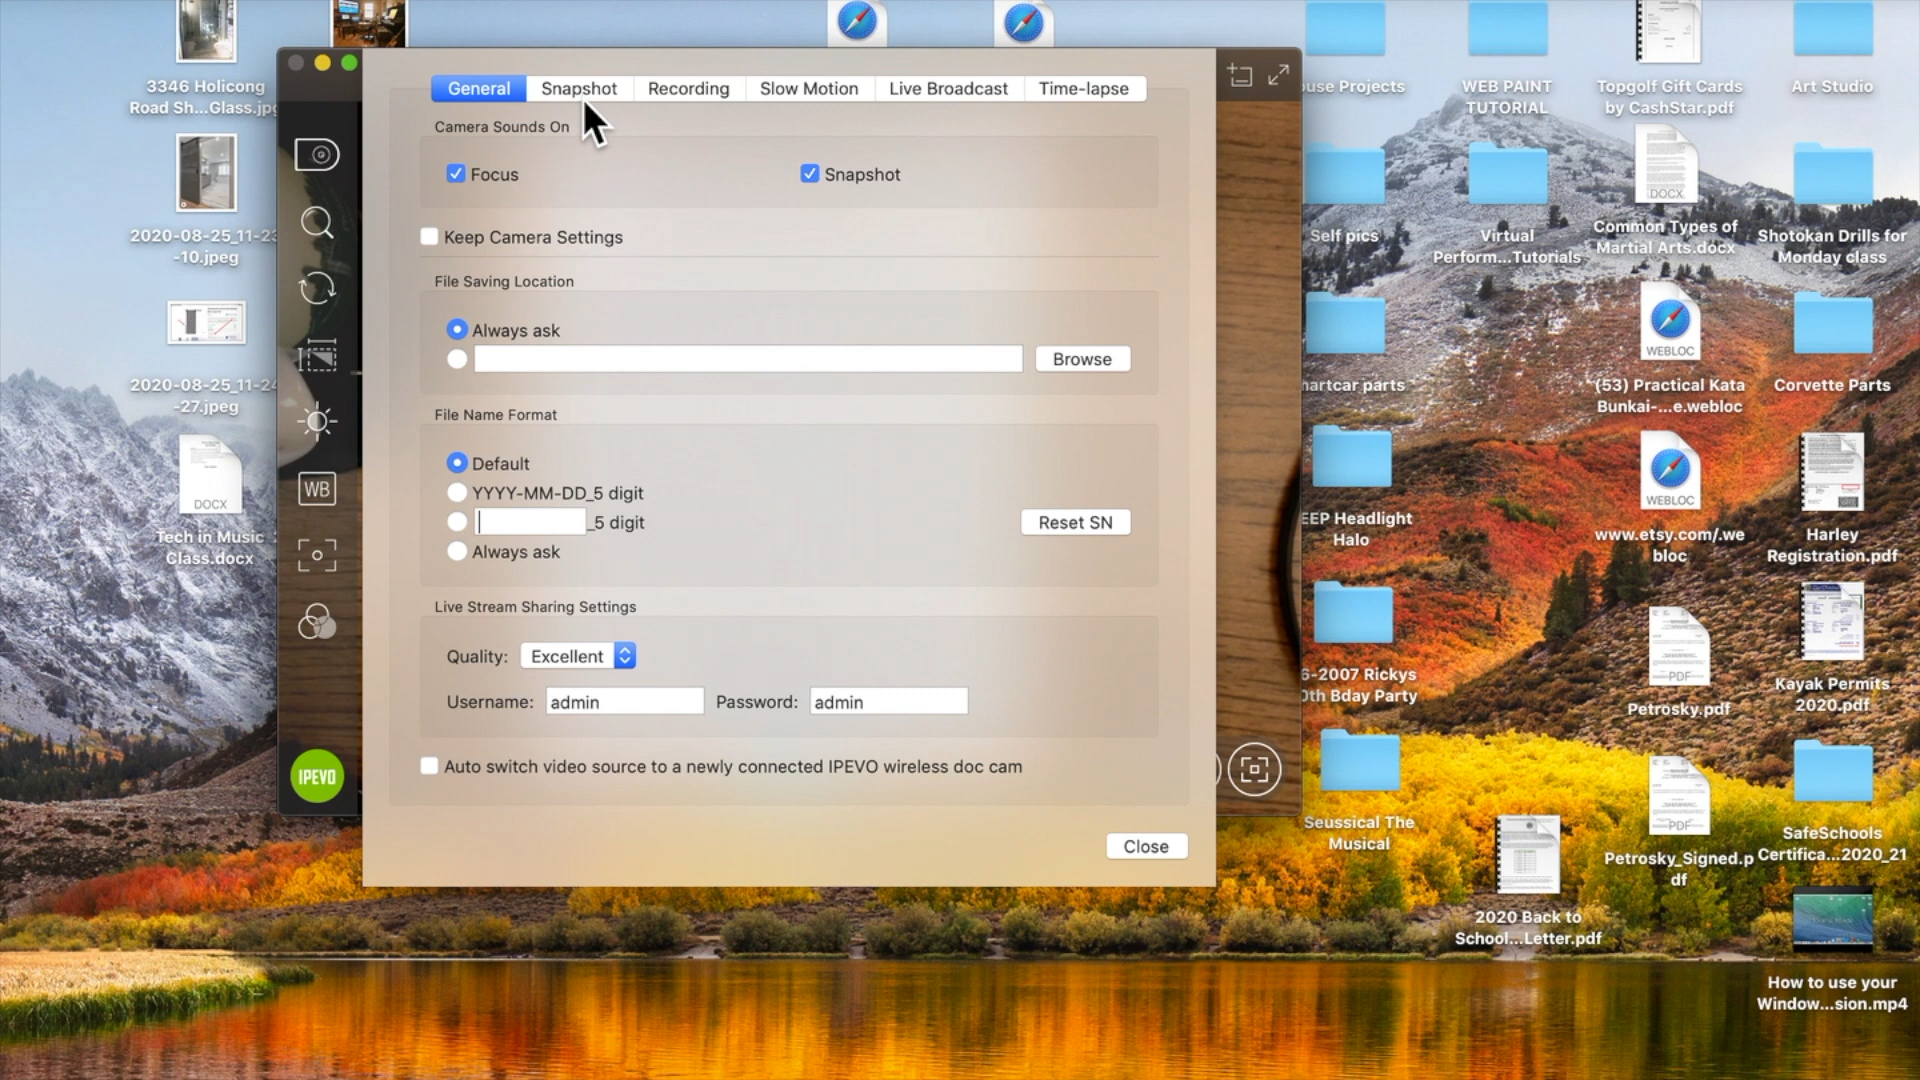 General
Snapshot
Recording
Slow Motion
Live Broadcast
Time-lapse
Camera Sounds On
Focus
Snapshot
Keep Camera Settings
File Saving Location
Always ask
Browse
File Name Format
Default
YYYY-MM-DD_5 digit
_5 digit
Reset SN
Always ask
Live Stream Sharing Settings
Quality: Excellent
Username: admin
Password: admin
Auto switch video source to a newly connected IPEVO wireless doc cam
Close
WB
IPEVO
3346 Holicong
Road Sh...Glass.jpg
2020-08-25_11-23
-10.jpeg
2020-08-25_11-24
-27.jpeg
DOCX
Tech in Music
Class.docx
use Projects
WEB PAINT
TUTORIAL
Topgolf Gift Cards
by CashStar.pdf
Art Studio
Self pics
Virtual
Perform...Tutorials
DOCX
Common Types of
Martial Arts.docx
Shotokan Drills for
Monday class
artcar parts
WEBLOC
(53) Practical Kata
Bunkai-...e.webloc
Corvette Parts
EEP Headlight
Halo
WEBLOC
www.etsy.com/.we
bloc
Harley
Registration.pdf
6-2007 Rickys
0th Bday Party
PDF
Petrosky.pdf
Kayak Permits
2020.pdf
Seussical The
Musical
2020 Back to
School...Letter.pdf
PDF
Petrosky_Signed.p
df
SafeSchools
Certifica...2020_21
How to use your
Window...sion.mp4